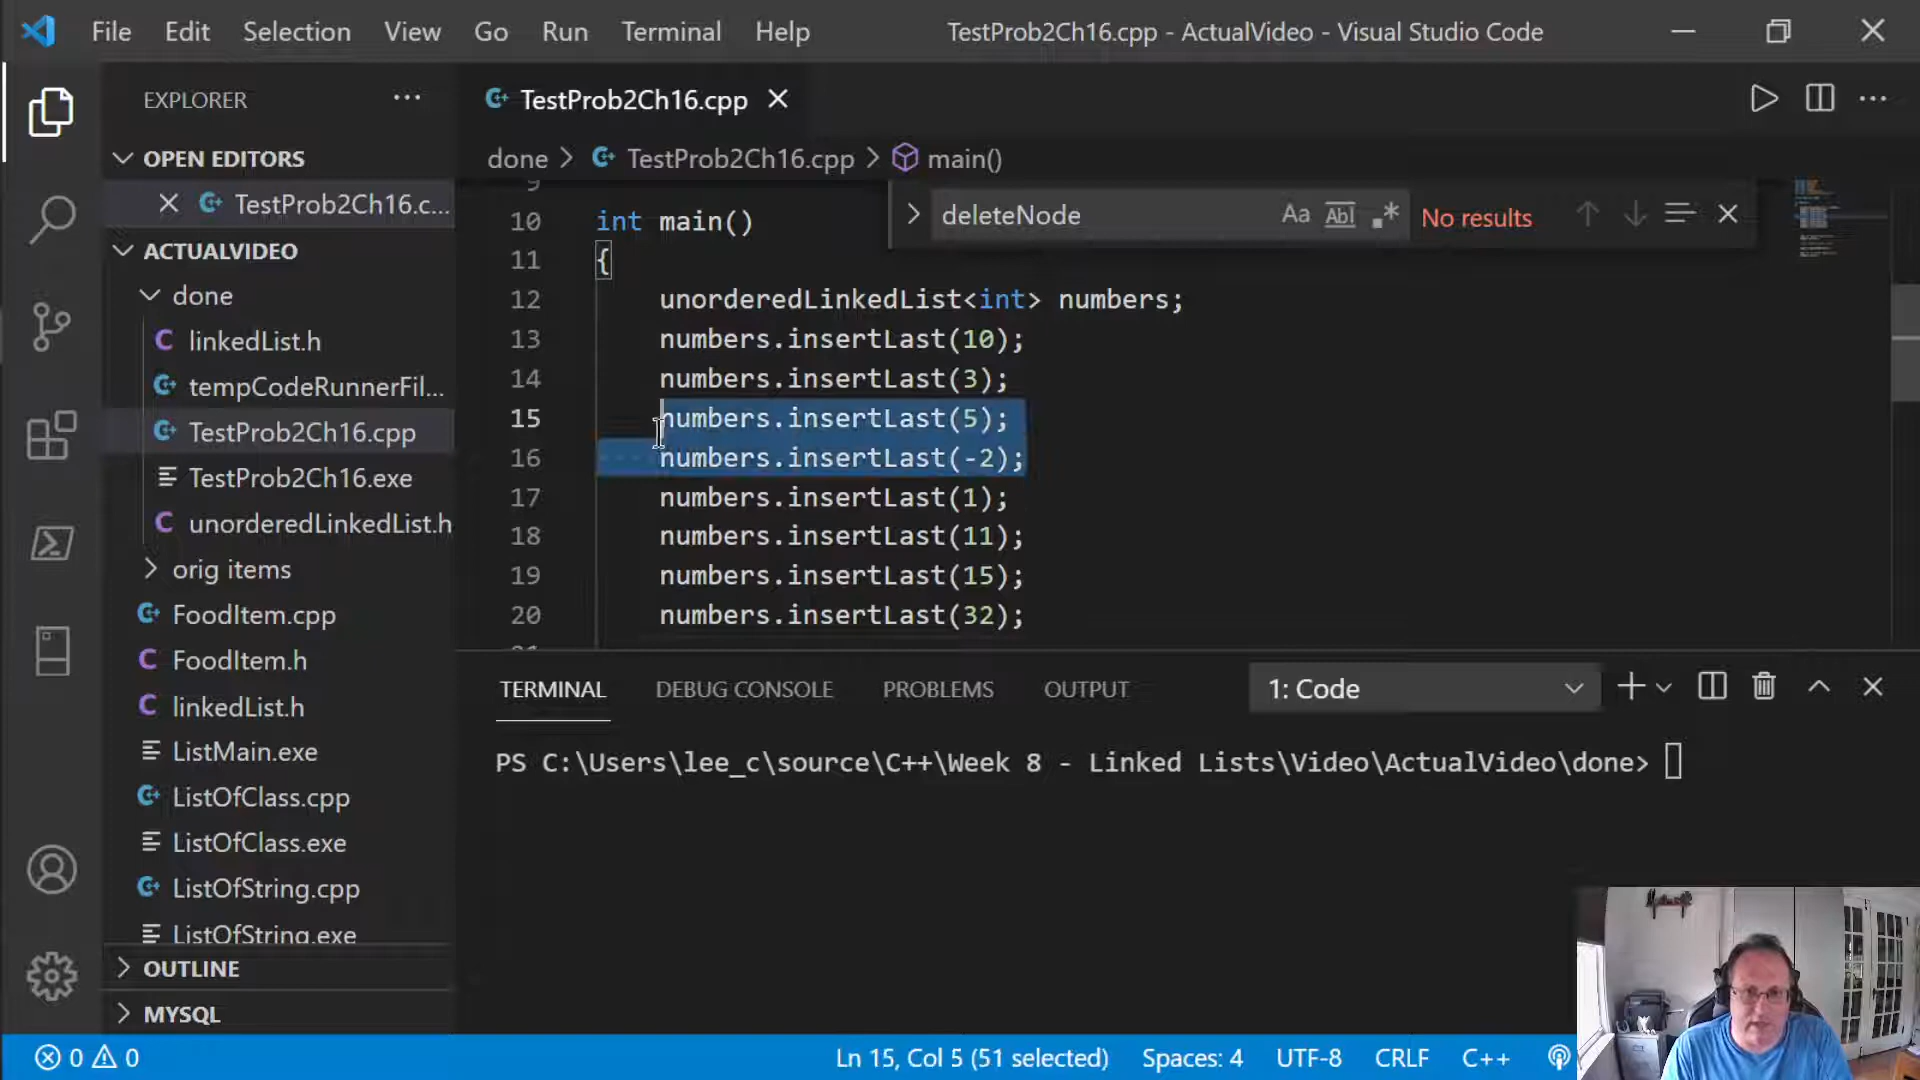 File Edit Selection View Go Run Terminal Help TestProb2Ch16.cpp - ActualVideo - Visual Studio Code
EXPLORER
OPEN EDITORS
TestProb2Ch16.c...
ACTUALVIDEO
done
linkedList.h
tempCodeRunnerFil...
TestProb2Ch16.cpp
TestProb2Ch16.exe
unorderedLinkedList.h
orig items
FoodItem.cpp
FoodItem.h
linkedList.h
ListMain.exe
ListOfClass.cpp
ListOfClass.exe
ListOfString.cpp
ListOfString.exe
OUTLINE
MYSQL
TestProb2Ch16.cpp
done > TestProb2Ch16.cpp > main()
deleteNode Aa Abl .* No results
9
10 int main()
11 {
12 unorderedLinkedList<int> numbers;
13 numbers.insertLast(10);
14 numbers.insertLast(3);
15 numbers.insertLast(5);
16 numbers.insertLast(-2);
17 numbers.insertLast(1);
18 numbers.insertLast(11);
19 numbers.insertLast(15);
20 numbers.insertLast(32);
TERMINAL DEBUG CONSOLE PROBLEMS OUTPUT 1: Code
PS C:\Users\lee_c\source\C++\Week 8 - Linked Lists\Video\ActualVideo\done>
0 0 Ln 15, Col 5 (51 selected) Spaces: 4 UTF-8 CRLF C++